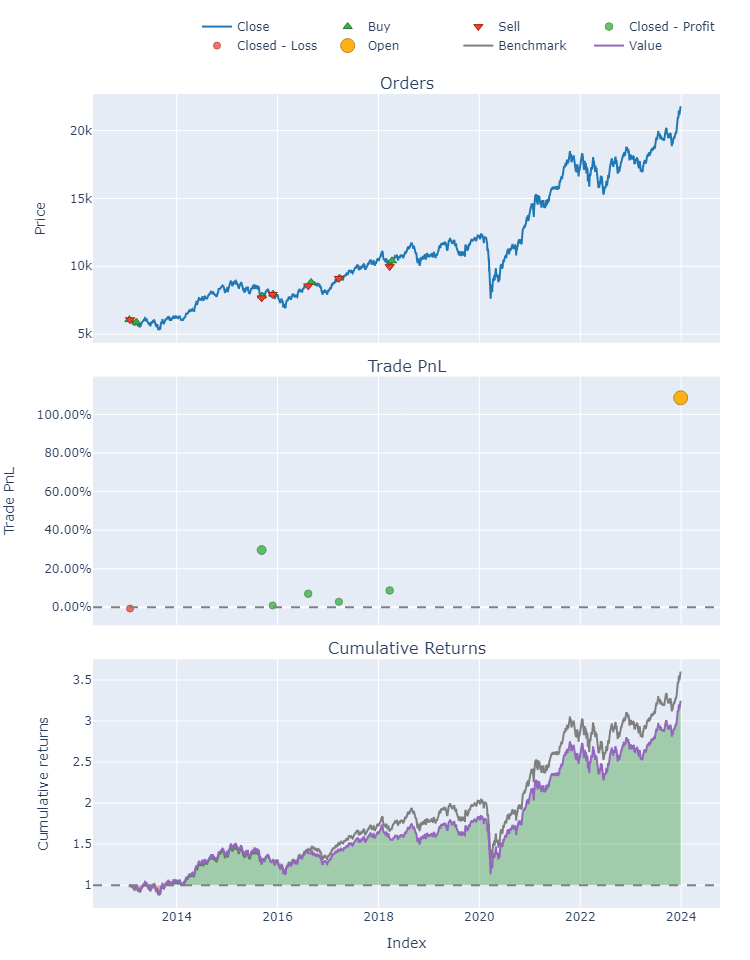 Close Buy Sell Closed - Profit
Closed - Loss Open Benchmark Value
Orders
20k
15k
10k
5k
Price
Trade PnL
100.00%
80.00%
60.00%
40.00%
20.00%
0.00%
Trade PnL
Cumulative Returns
3.5
3
2.5
2
1.5
1
Cumulative returns
2014 2016 2018 2020 2022 2024
Index